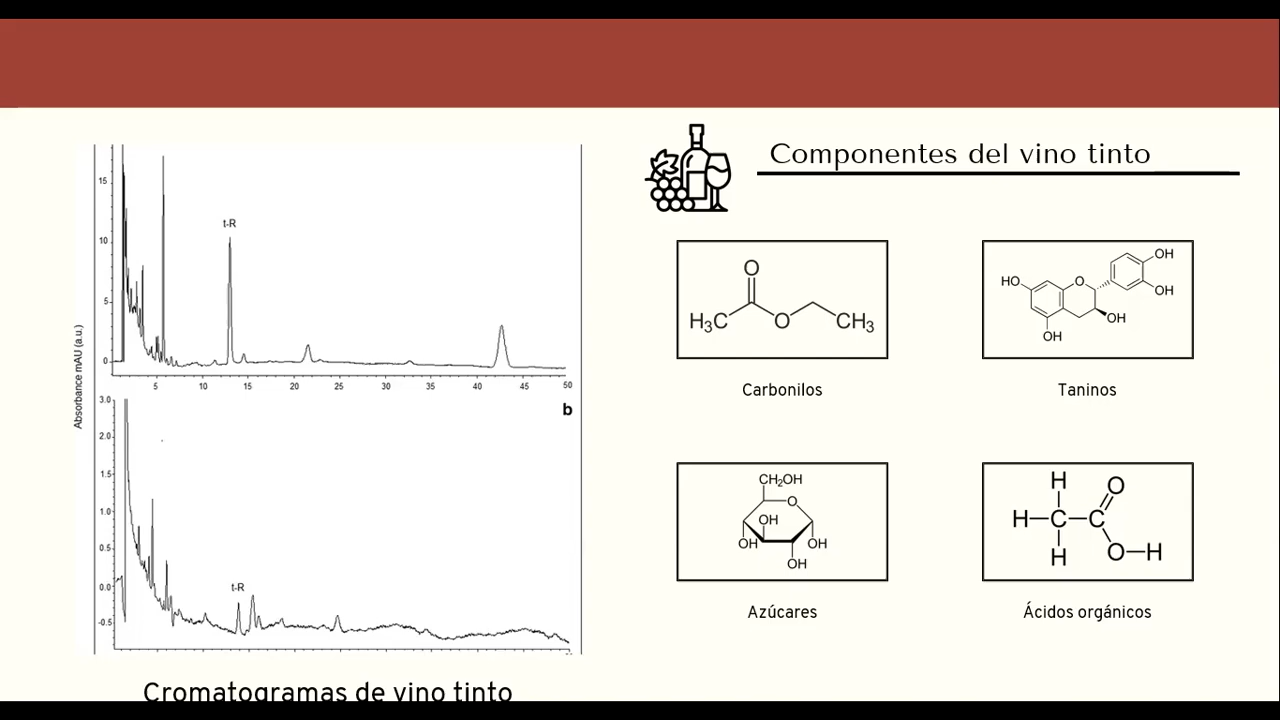 Componentes del vino tinto
15
10
5
0
t-R
5
10
15
20
25
30
35
40
45
50
Absorbance mAU (a.u.)
b
3.0
2.0
1.5
1.0
0.5
0.0
-0.5
t-R
Cromatogramas de vino tinto
O
H₃C
O
CH₃
Carbonilos
OH
HO
O
OH
OH
OH
Taninos
CH₂OH
O
OH
OH
OH
OH
Azúcares
H
O
H
C
C
H
O
H
Ácidos orgánicos